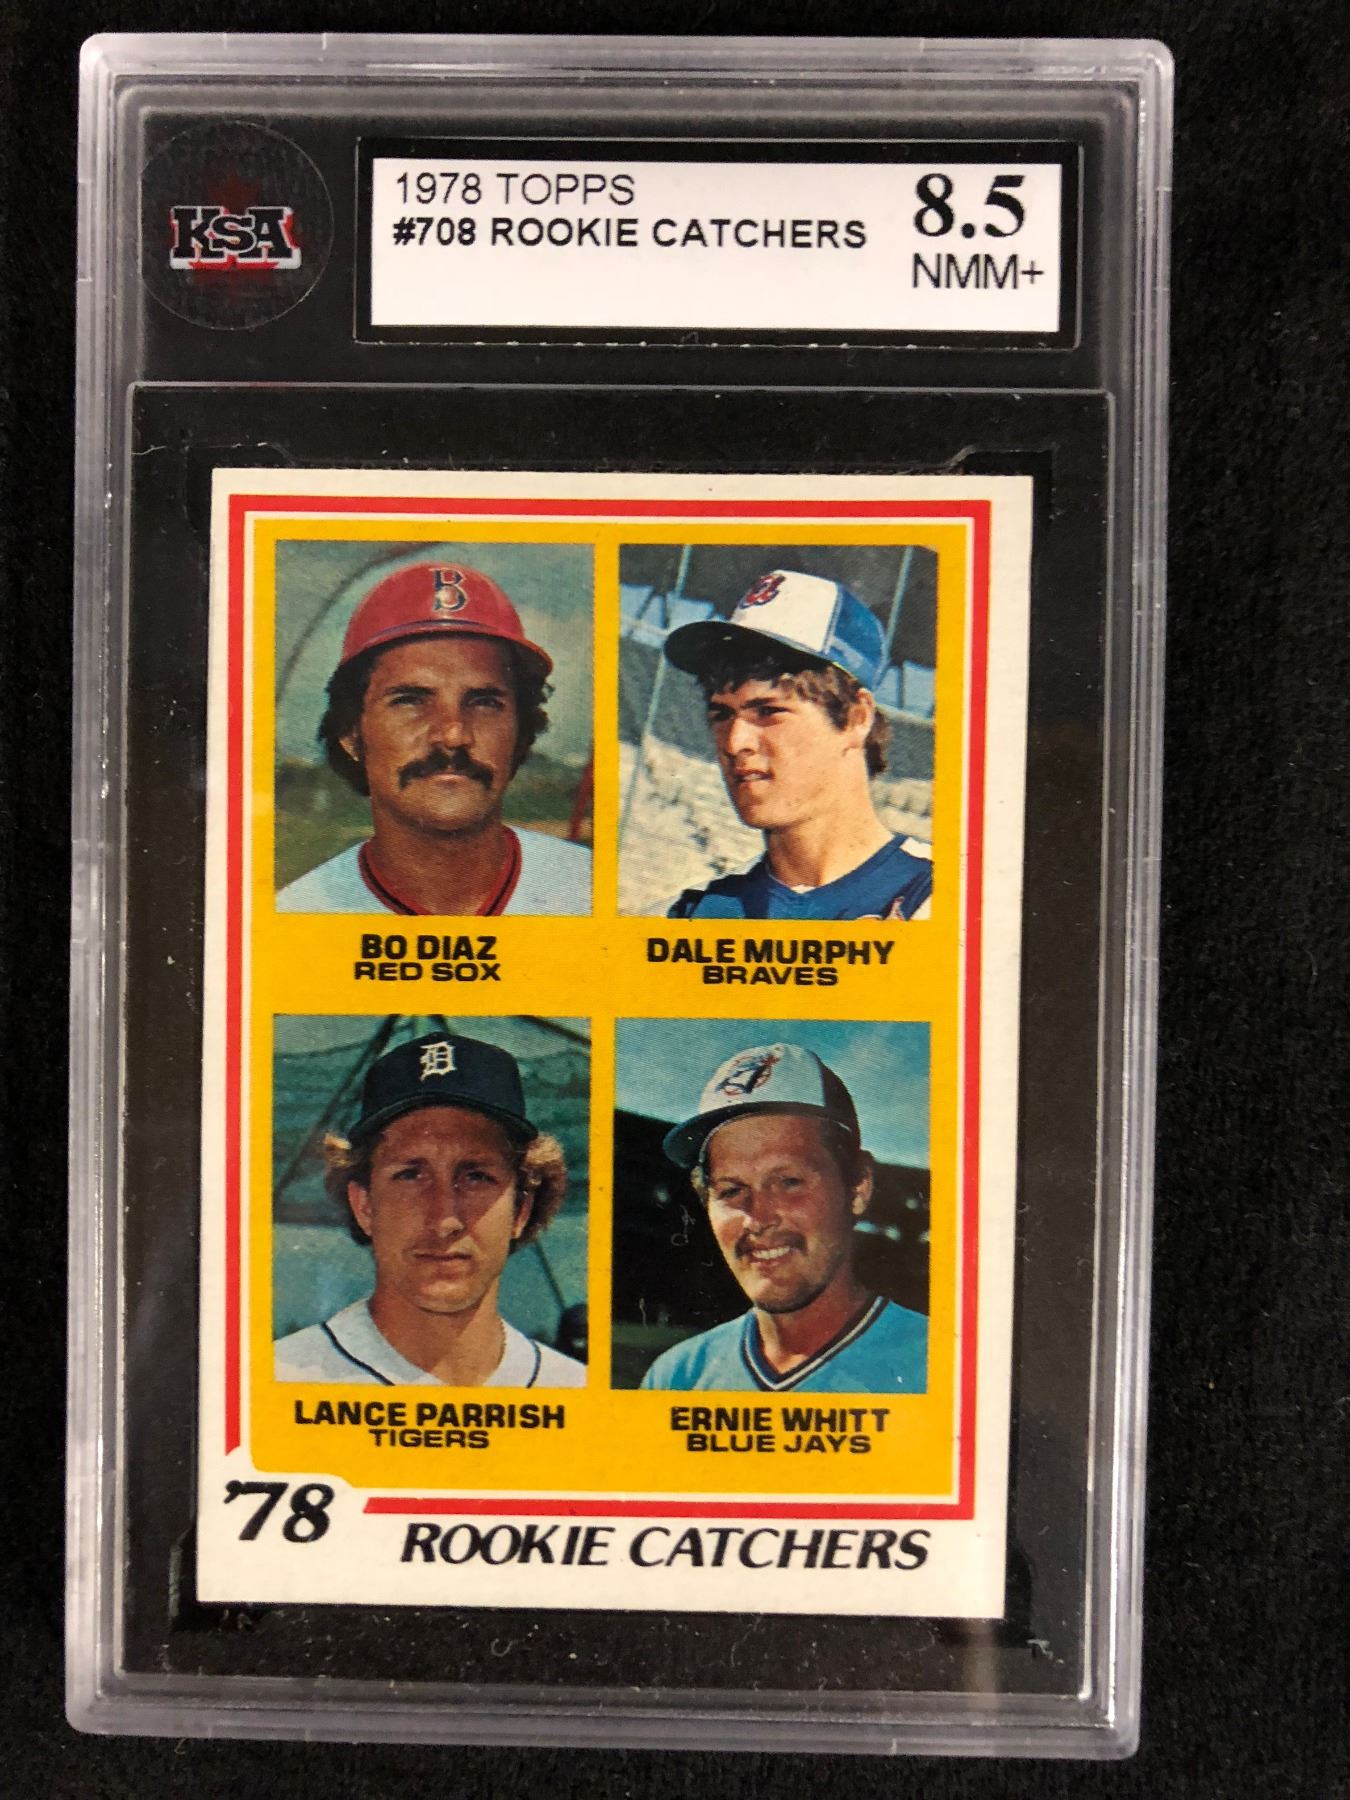 KSA
1978 TOPPS
#708 ROOKIE CATCHERS
8.5
NMM+
B
BO DIAZ
RED SOX
DALE MURPHY
BRAVES
D
LANCE PARRISH
TIGERS
ERNIE WHITT
BLUE JAYS
'78
ROOKIE CATCHERS